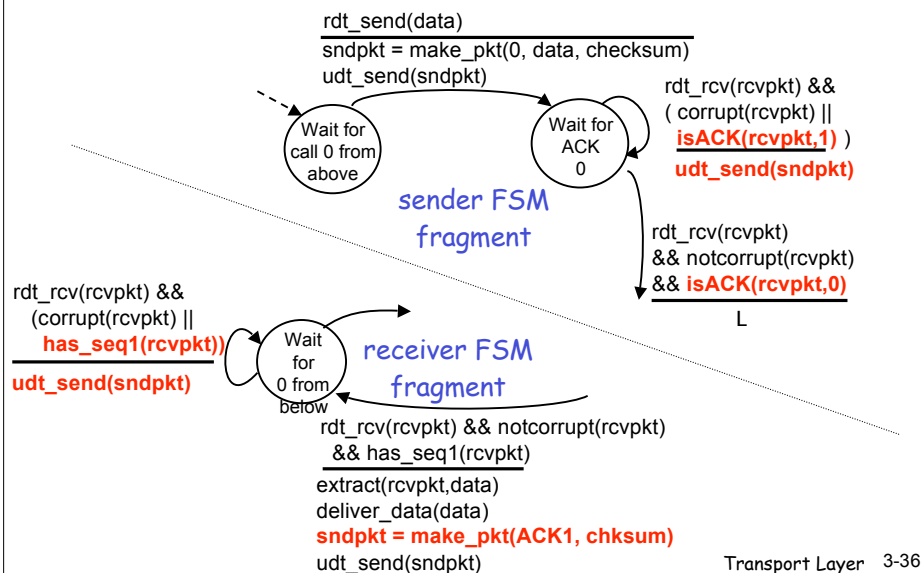 rdt_send(data)
sndpkt = make_pkt(0, data, checksum)
udt_send(sndpkt)
Wait for
call 0 from
above
Wait for
ACK
0
rdt_rcv(rcvpkt) &&
( corrupt(rcvpkt) ||
isACK(rcvpkt,1) )
udt_send(sndpkt)
sender FSM
fragment
rdt_rcv(rcvpkt)
&& notcorrupt(rcvpkt)
&& isACK(rcvpkt,0)
L
rdt_rcv(rcvpkt) &&
(corrupt(rcvpkt) ||
has_seq1(rcvpkt))
udt_send(sndpkt)
Wait
for
0 from
below
receiver FSM
fragment
rdt_rcv(rcvpkt) && notcorrupt(rcvpkt)
&& has_seq1(rcvpkt)
extract(rcvpkt,data)
deliver_data(data)
sndpkt = make_pkt(ACK1, chksum)
udt_send(sndpkt)
Transport Layer 3-36